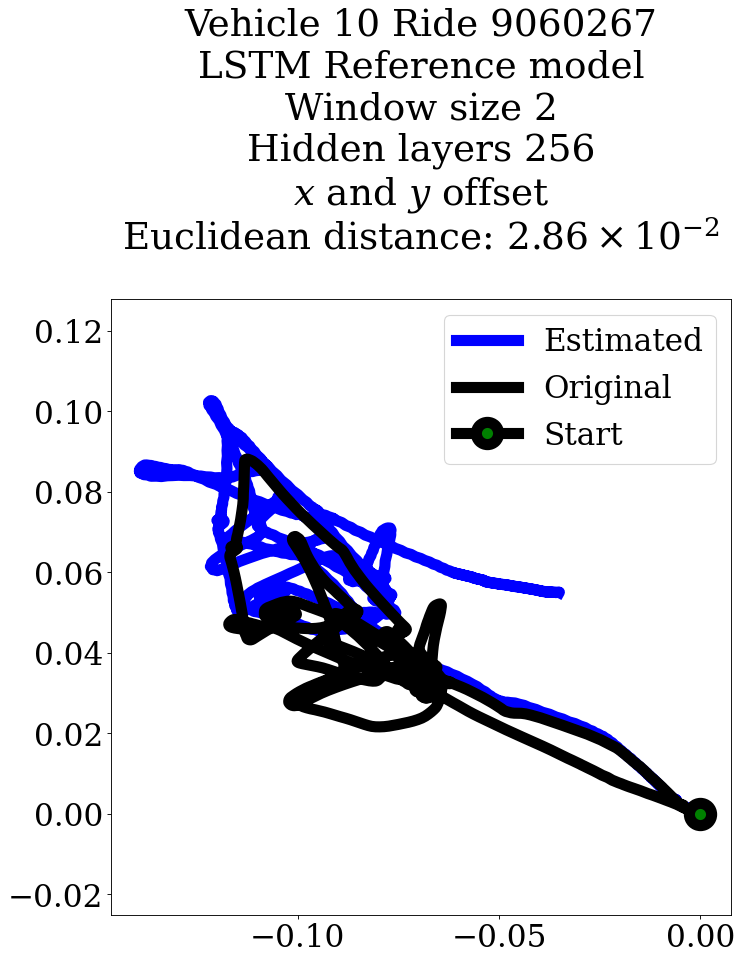 Vehicle 10 Ride 9060267
LSTM Reference model
Window size 2
Hidden layers 256
x and y offset
Euclidean distance: 2.86 × 10⁻²
Estimated
Original
Start
0.12
0.10
0.08
0.06
0.04
0.02
0.00
−0.02
−0.10
−0.05
0.00